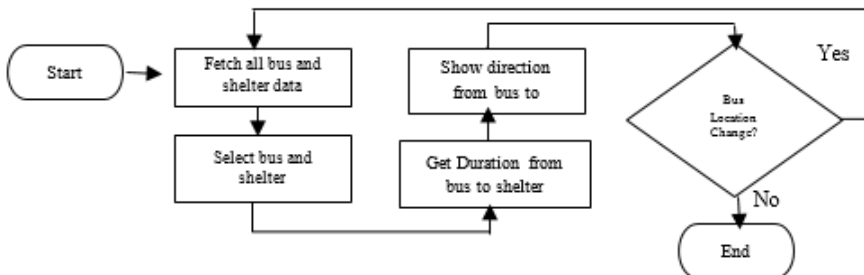 Start
Fetch all bus and
shelter data
Select bus and
shelter
Get Duration from
bus to shelter
Show direction
from bus to
Bus
Location
Change?
Yes
No
End